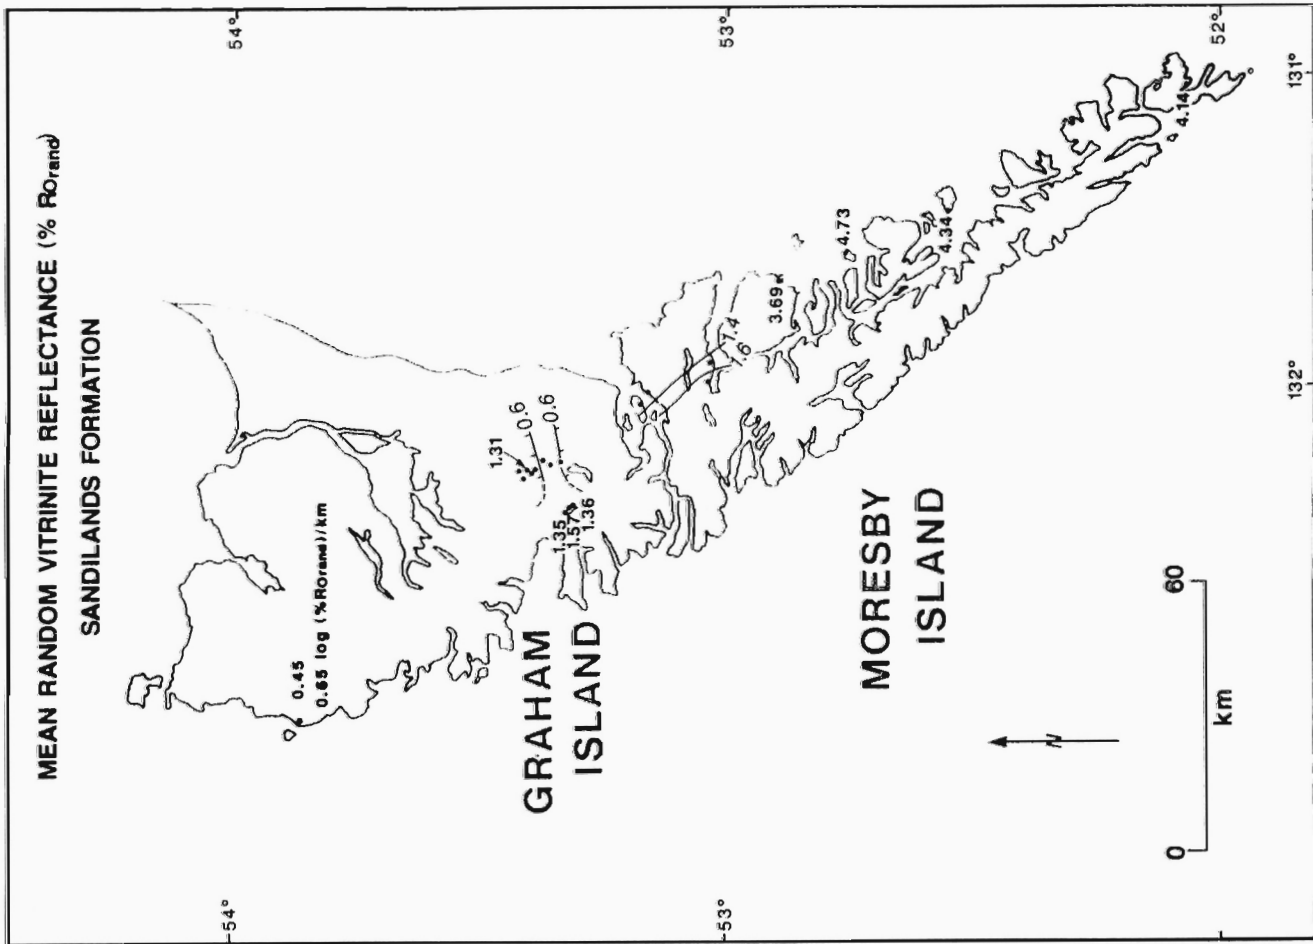 MEAN RANDOM VITRINITE REFLECTANCE (% Ro rand)
SANDILANDS FORMATION
54°
53°
52°
131°
132°
54°
53°
0.45
0.65 log (%Ro rand)/km
1.31
0.6
0.6
1.35
1.57
1.36
1.4
1.6
3.69
4.73
4.34
4.14
GRAHAM
ISLAND
MORESBY
ISLAND
N
0
60
km